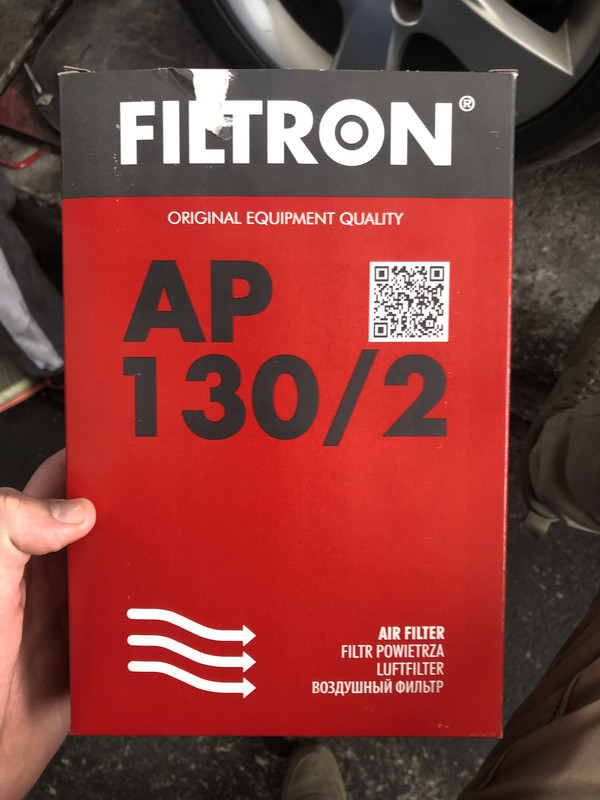 FILTRON®
ORIGINAL EQUIPMENT QUALITY
AP
130/2
AIR FILTER
FILTR POWIETRZA
LUFTFILTER
ВОЗДУШНЫЙ ФИЛЬТР